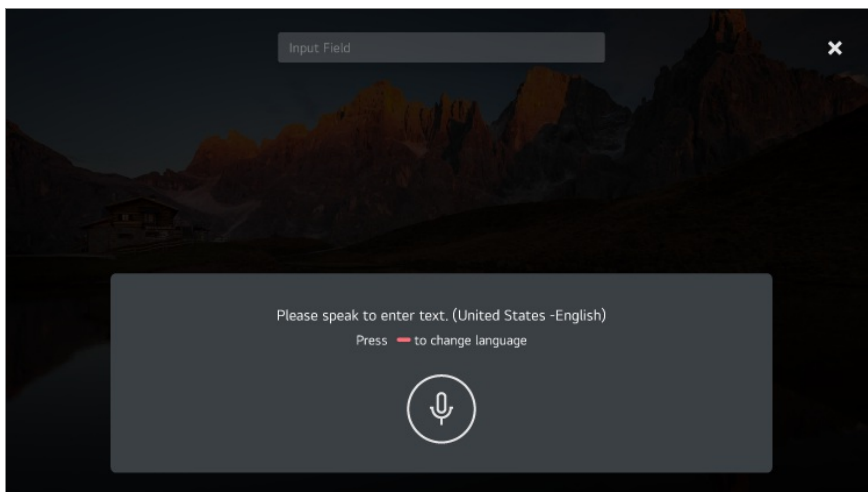 Input Field
Please speak to enter text. (United States -English)
Press to change language